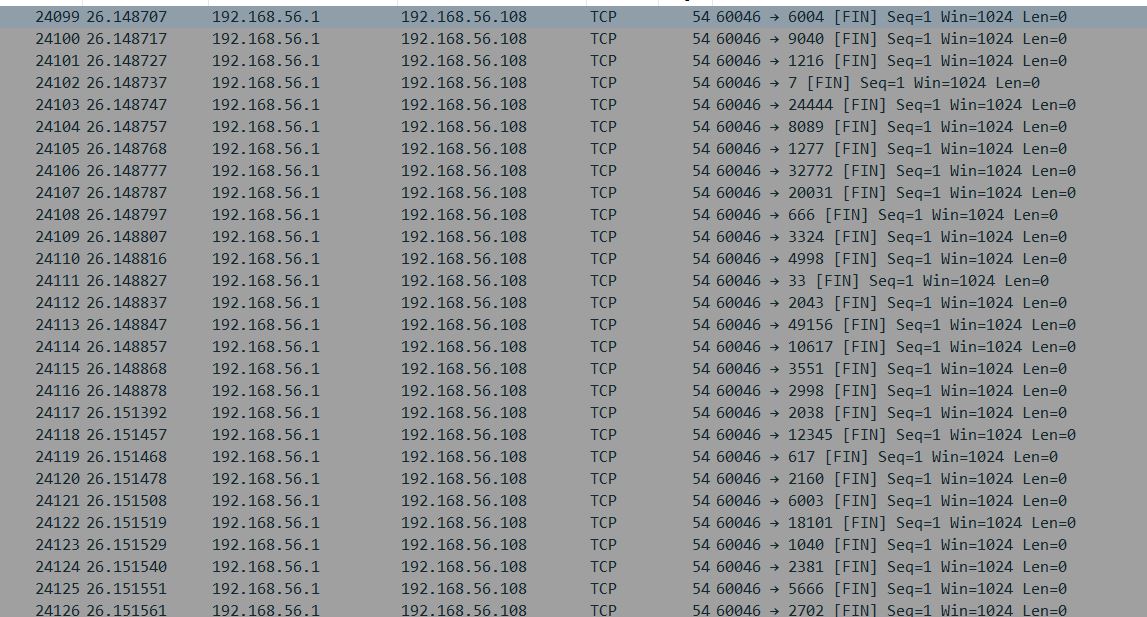 24099 26.148707 192.168.56.1 192.168.56.108 TCP 54 60046 → 6004 [FIN] Seq=1 Win=1024 Len=0
24100 26.148717 192.168.56.1 192.168.56.108 TCP 54 60046 → 9040 [FIN] Seq=1 Win=1024 Len=0
24101 26.148727 192.168.56.1 192.168.56.108 TCP 54 60046 → 1216 [FIN] Seq=1 Win=1024 Len=0
24102 26.148737 192.168.56.1 192.168.56.108 TCP 54 60046 → 7 [FIN] Seq=1 Win=1024 Len=0
24103 26.148747 192.168.56.1 192.168.56.108 TCP 54 60046 → 24444 [FIN] Seq=1 Win=1024 Len=0
24104 26.148757 192.168.56.1 192.168.56.108 TCP 54 60046 → 8089 [FIN] Seq=1 Win=1024 Len=0
24105 26.148768 192.168.56.1 192.168.56.108 TCP 54 60046 → 1277 [FIN] Seq=1 Win=1024 Len=0
24106 26.148777 192.168.56.1 192.168.56.108 TCP 54 60046 → 32772 [FIN] Seq=1 Win=1024 Len=0
24107 26.148787 192.168.56.1 192.168.56.108 TCP 54 60046 → 20031 [FIN] Seq=1 Win=1024 Len=0
24108 26.148797 192.168.56.1 192.168.56.108 TCP 54 60046 → 666 [FIN] Seq=1 Win=1024 Len=0
24109 26.148807 192.168.56.1 192.168.56.108 TCP 54 60046 → 3324 [FIN] Seq=1 Win=1024 Len=0
24110 26.148816 192.168.56.1 192.168.56.108 TCP 54 60046 → 4998 [FIN] Seq=1 Win=1024 Len=0
24111 26.148827 192.168.56.1 192.168.56.108 TCP 54 60046 → 33 [FIN] Seq=1 Win=1024 Len=0
24112 26.148837 192.168.56.1 192.168.56.108 TCP 54 60046 → 2043 [FIN] Seq=1 Win=1024 Len=0
24113 26.148847 192.168.56.1 192.168.56.108 TCP 54 60046 → 49156 [FIN] Seq=1 Win=1024 Len=0
24114 26.148857 192.168.56.1 192.168.56.108 TCP 54 60046 → 10617 [FIN] Seq=1 Win=1024 Len=0
24115 26.148868 192.168.56.1 192.168.56.108 TCP 54 60046 → 3551 [FIN] Seq=1 Win=1024 Len=0
24116 26.148878 192.168.56.1 192.168.56.108 TCP 54 60046 → 2998 [FIN] Seq=1 Win=1024 Len=0
24117 26.151392 192.168.56.1 192.168.56.108 TCP 54 60046 → 2038 [FIN] Seq=1 Win=1024 Len=0
24118 26.151457 192.168.56.1 192.168.56.108 TCP 54 60046 → 12345 [FIN] Seq=1 Win=1024 Len=0
24119 26.151468 192.168.56.1 192.168.56.108 TCP 54 60046 → 617 [FIN] Seq=1 Win=1024 Len=0
24120 26.151478 192.168.56.1 192.168.56.108 TCP 54 60046 → 2160 [FIN] Seq=1 Win=1024 Len=0
24121 26.151508 192.168.56.1 192.168.56.108 TCP 54 60046 → 6003 [FIN] Seq=1 Win=1024 Len=0
24122 26.151519 192.168.56.1 192.168.56.108 TCP 54 60046 → 18101 [FIN] Seq=1 Win=1024 Len=0
24123 26.151529 192.168.56.1 192.168.56.108 TCP 54 60046 → 1040 [FIN] Seq=1 Win=1024 Len=0
24124 26.151540 192.168.56.1 192.168.56.108 TCP 54 60046 → 2381 [FIN] Seq=1 Win=1024 Len=0
24125 26.151551 192.168.56.1 192.168.56.108 TCP 54 60046 → 5666 [FIN] Seq=1 Win=1024 Len=0
24126 26.151561 192.168.56.1 192.168.56.108 TCP 54 60046 → 2702 [FIN] Seq=1 Win=1024 Len=0